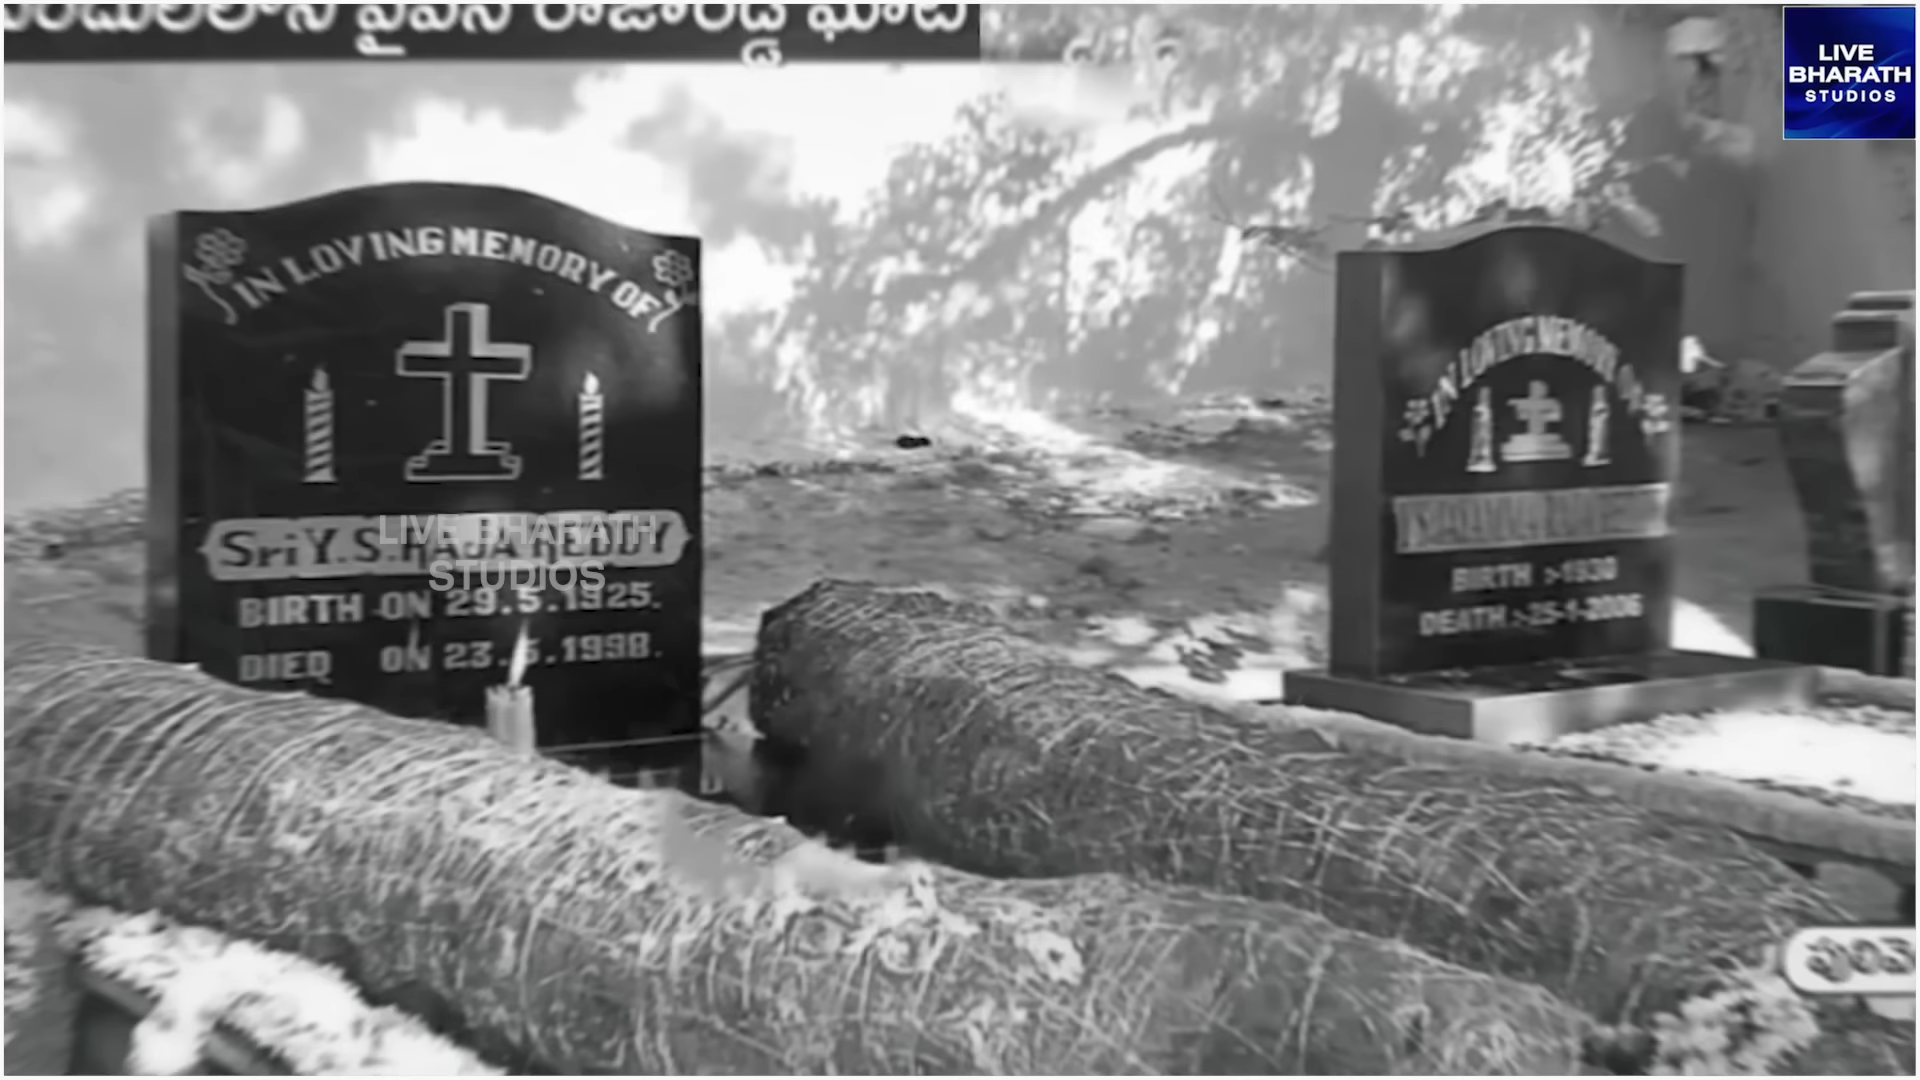 వైఎస్ రాజారెడ్డి ఘాట్
LIVE
BHARATH
STUDIOS
IN LOVING MEMORY OF
Sri Y. S. RAJA REDDY
BIRTH ON 29.5.1925.
DIED ON 23.5.1998.
LIVE BHARATH
STUDIOS
IN LOVING MEMORY OF
BIRTH :-1930
DEATH :-25-1-2006